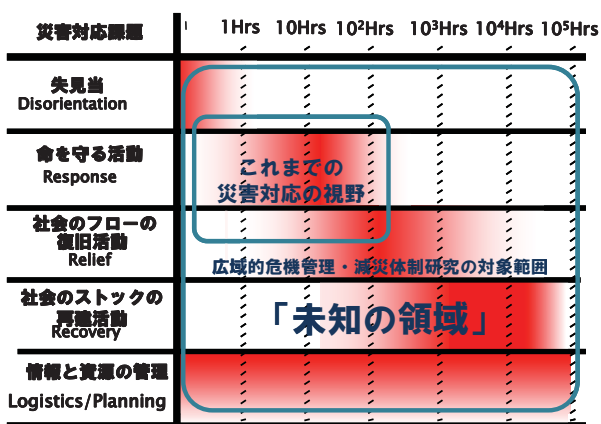 災害対応課題
1Hrs 10Hrs 10²Hrs 10³Hrs 10⁴Hrs 10⁵Hrs
失見当
Disorientation
命を守る活動
Response
これまでの
災害対応の視野
社会のフローの
復旧活動
Relief
広域的危機管理・減災体制研究の対象範囲
社会のストックの
再建活動
Recovery
「未知の領域」
情報と資源の管理
Logistics/Planning